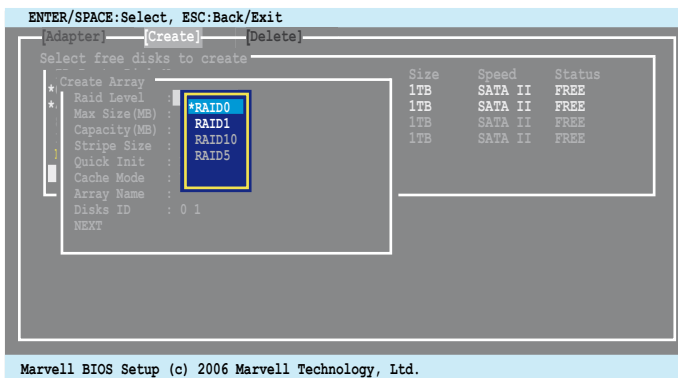 ENTER/SPACE:Select, ESC:Back/Exit
[Adapter] [Create] [Delete]
Select free disks to create
Size Speed Status
Create Array
* 1TB SATA II FREE
Raid Level : *RAID0
* 1TB SATA II FREE
Max Size(MB) : RAID1
1TB SATA II FREE
Capacity(MB) : RAID10
1TB SATA II FREE
Stripe Size : RAID5
Quick Init :
Cache Mode :
Array Name :
Disks ID : 0 1
NEXT
Marvell BIOS Setup (c) 2006 Marvell Technology, Ltd.